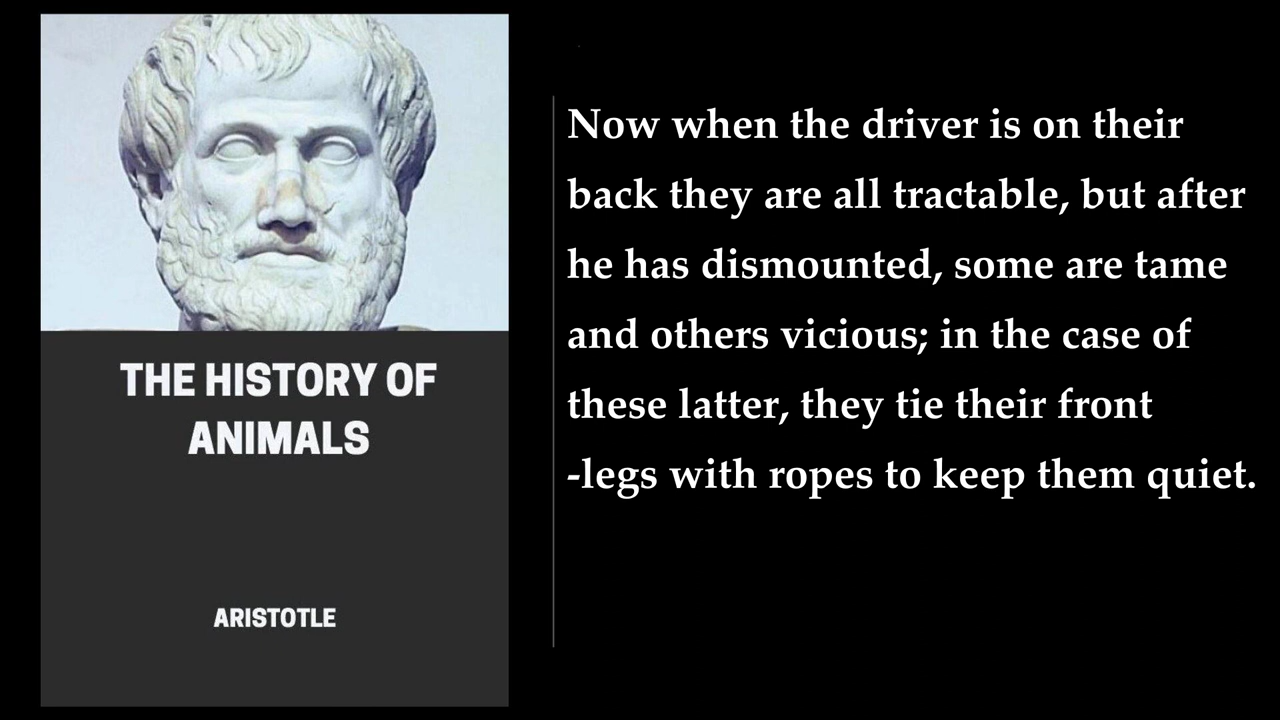 THE HISTORY OF
ANIMALS
ARISTOTLE
Now when the driver is on their
back they are all tractable, but after
he has dismounted, some are tame
and others vicious; in the case of
these latter, they tie their front
-legs with ropes to keep them quiet.